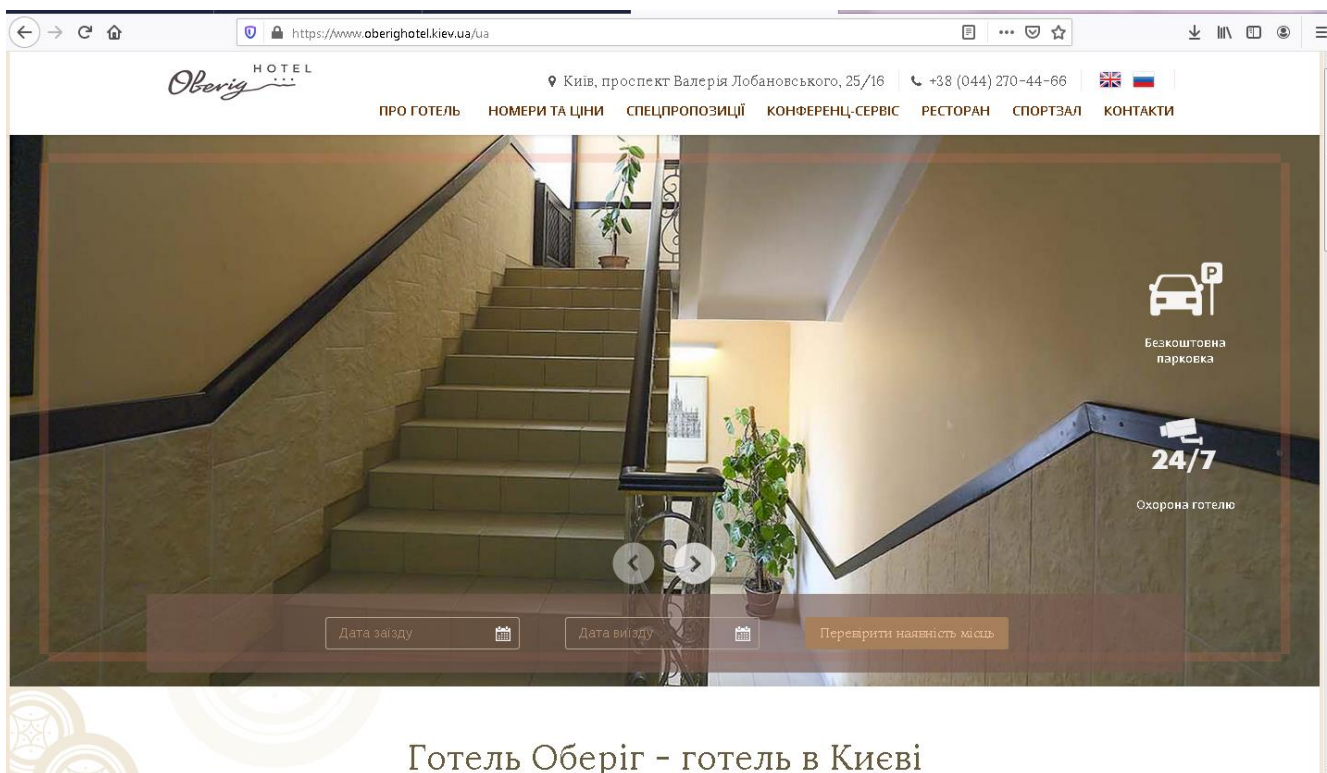 https://www.oberighotel.kiev.ua/ua
Oberig HOTEL
Київ, проспект Валерія Лобановського, 25/16
+38 (044) 270-44-66
ПРО ГОТЕЛЬ НОМЕРИ ТА ЦІНИ СПЕЦПРОПОЗИЦІЇ КОНФЕРЕНЦ-СЕРВІС РЕСТОРАН СПОРТЗАЛ КОНТАКТИ
P
Безкоштовна
парковка
24/7
Охорона готелю
Дата заїзду
Дата виїзду
Перевірити наявність місць
Готель Оберіг - готель в Києві